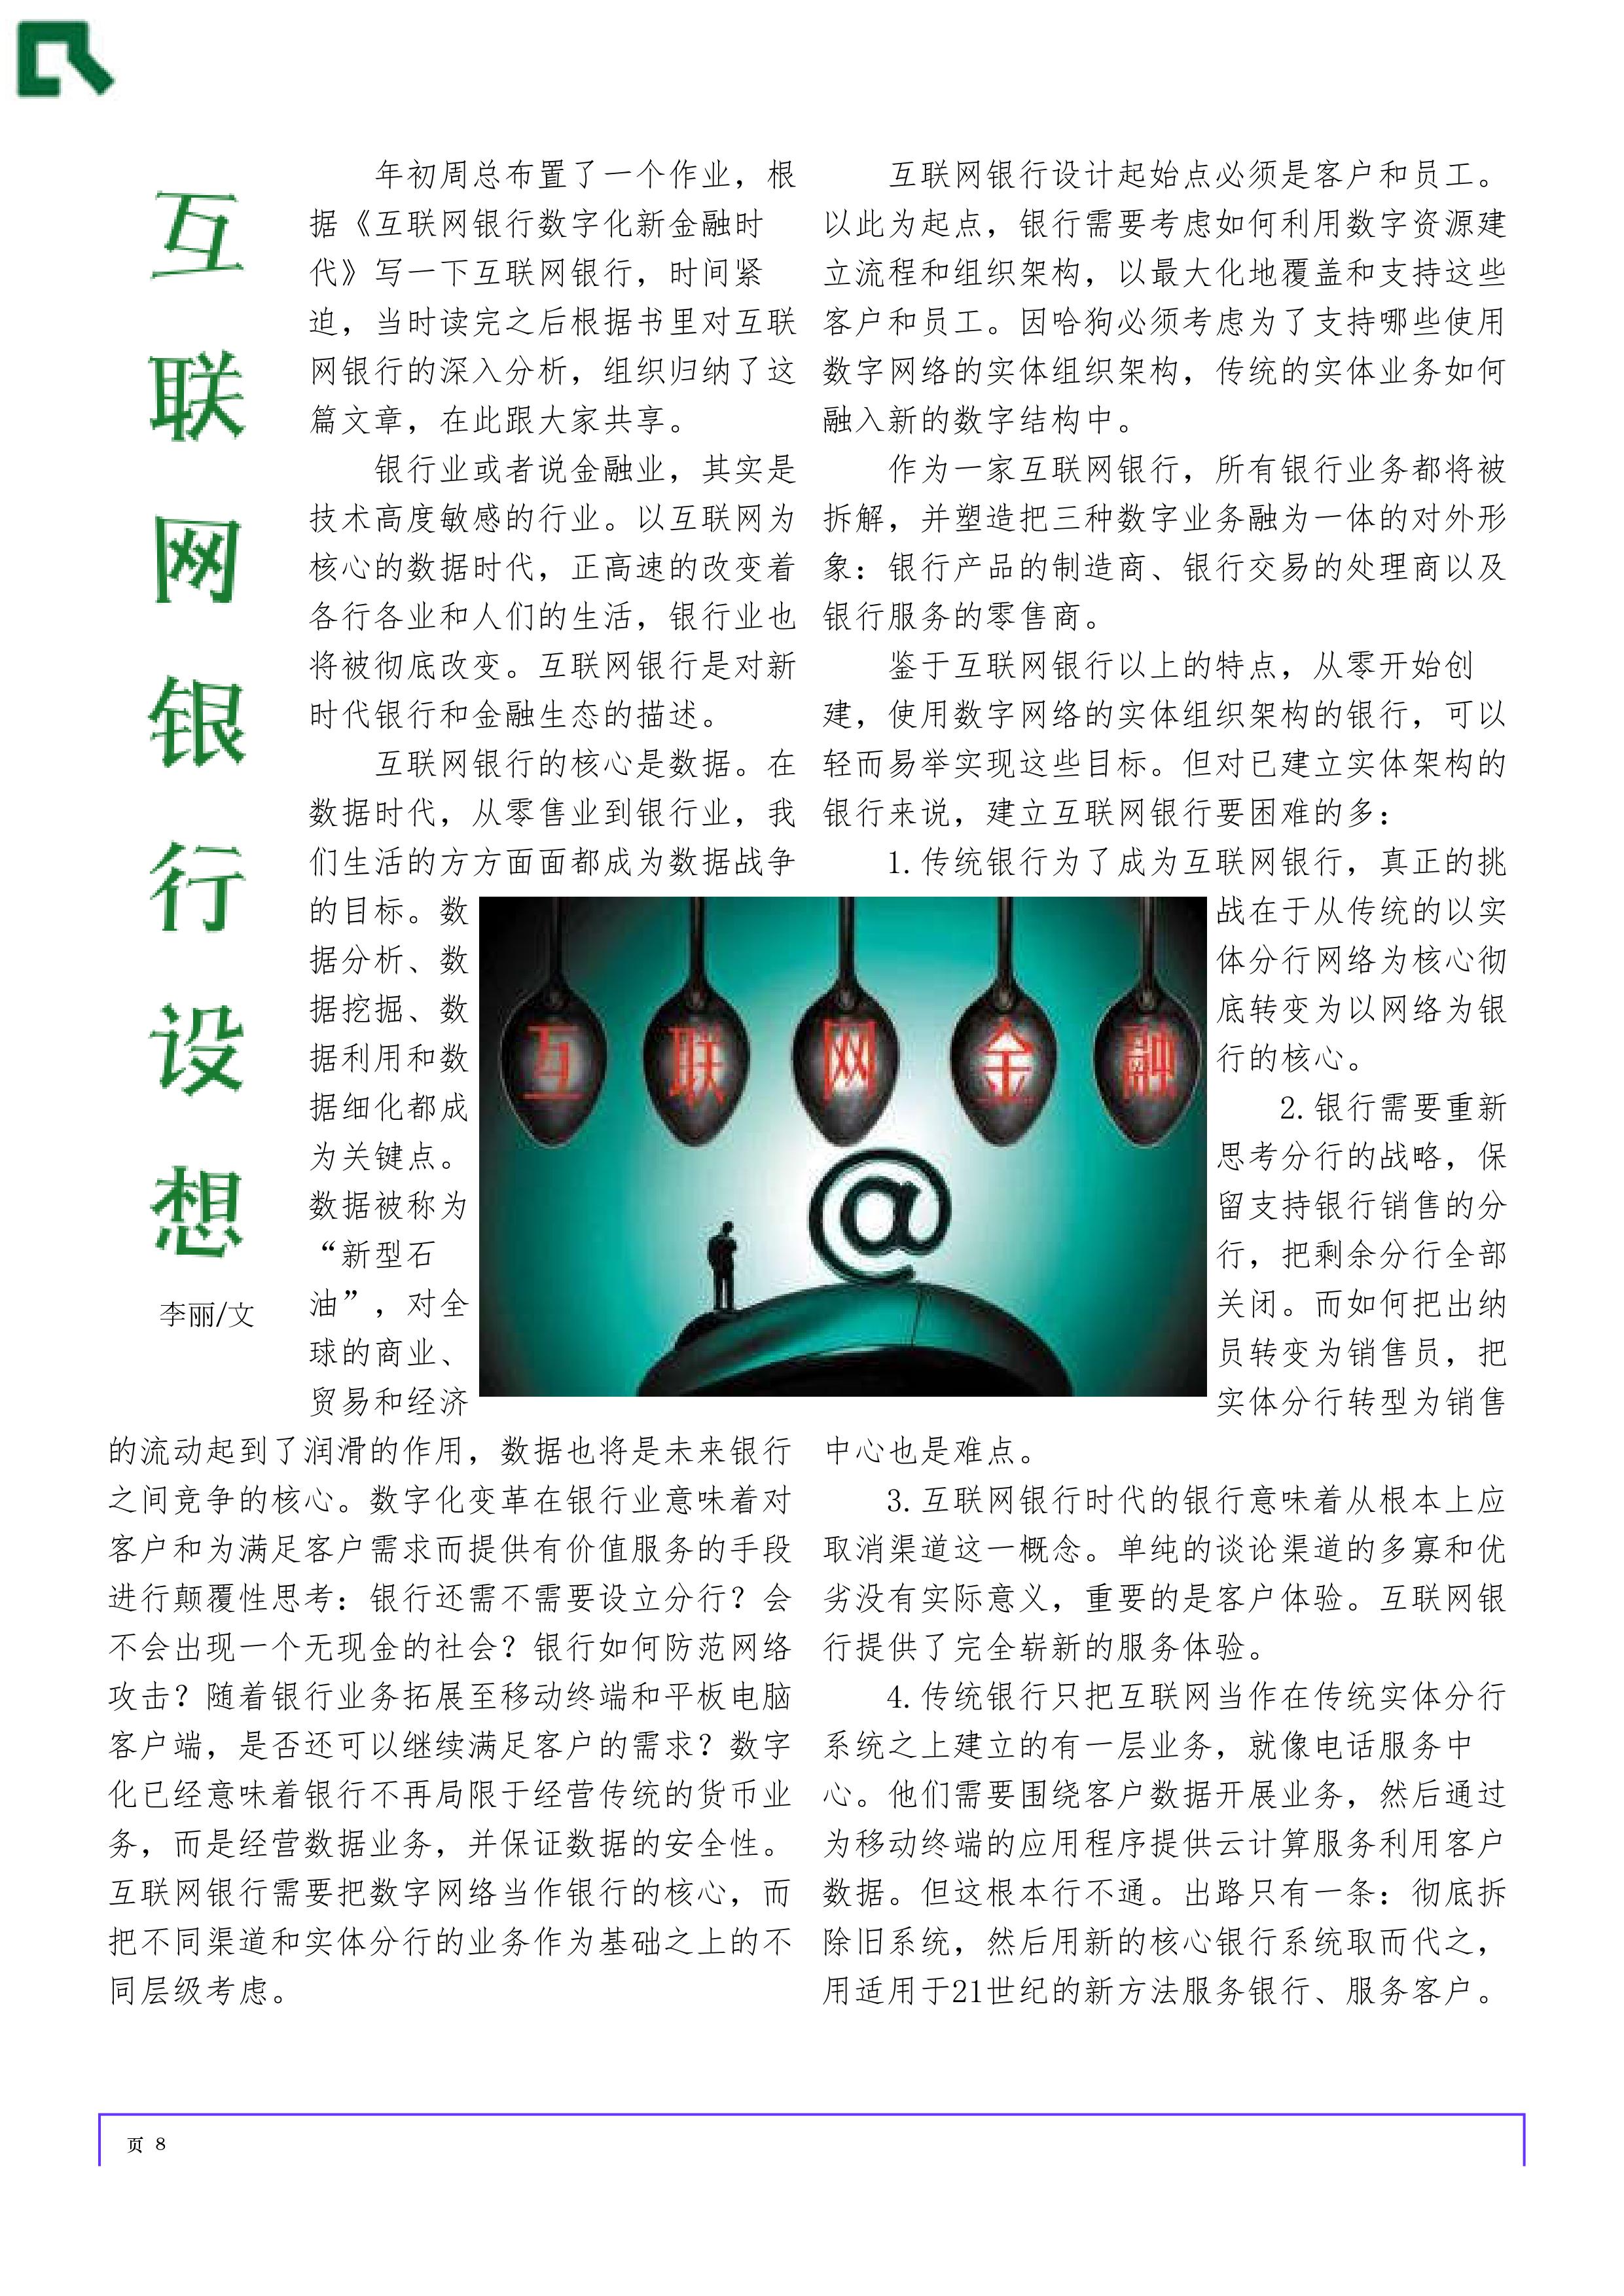 互联网银行设想
李丽/文
年初周总布置了一个作业，根
据《互联网银行数字化新金融时
代》写一下互联网银行，时间紧
迫，当时读完之后根据书里对互联
网银行的深入分析，组织归纳了这
篇文章，在此跟大家共享。
银行业或者说金融业，其实是
技术高度敏感的行业。以互联网为
核心的数据时代，正高速的改变着
各行各业和人们的生活，银行业也
将被彻底改变。互联网银行是对新
时代银行和金融生态的描述。
互联网银行的核心是数据。在
数据时代，从零售业到银行业，我
们生活的方方面面都成为数据战争
的目标。数
据分析、数
据挖掘、数
据利用和数
据细化都成
为关键点。
数据被称为
“新型石
油”，对全
球的商业、
贸易和经济
的流动起到了润滑的作用，数据也将是未来银行
之间竞争的核心。数字化变革在银行业意味着对
客户和为满足客户需求而提供有价值服务的手段
进行颠覆性思考：银行还需不需要设立分行？会
不会出现一个无现金的社会？银行如何防范网络
攻击？随着银行业务拓展至移动终端和平板电脑
客户端，是否还可以继续满足客户的需求？数字
化已经意味着银行不再局限于经营传统的货币业
务，而是经营数据业务，并保证数据的安全性。
互联网银行需要把数字网络当作银行的核心，而
把不同渠道和实体分行的业务作为基础之上的不
同层级考虑。
互联网金融
@
互联网银行设计起始点必须是客户和员工。
以此为起点，银行需要考虑如何利用数字资源建
立流程和组织架构，以最大化地覆盖和支持这些
客户和员工。因哈狗必须考虑为了支持哪些使用
数字网络的实体组织架构，传统的实体业务如何
融入新的数字结构中。
作为一家互联网银行，所有银行业务都将被
拆解，并塑造把三种数字业务融为一体的对外形
象：银行产品的制造商、银行交易的处理商以及
银行服务的零售商。
鉴于互联网银行以上的特点，从零开始创
建，使用数字网络的实体组织架构的银行，可以
轻而易举实现这些目标。但对已建立实体架构的
银行来说，建立互联网银行要困难的多：
1.传统银行为了成为互联网银行，真正的挑
战在于从传统的以实
体分行网络为核心彻
底转变为以网络为银
行的核心。
2.银行需要重新
思考分行的战略，保
留支持银行销售的分
行，把剩余分行全部
关闭。而如何把出纳
员转变为销售员，把
实体分行转型为销售
中心也是难点。
3.互联网银行时代的银行意味着从根本上应
取消渠道这一概念。单纯的谈论渠道的多寡和优
劣没有实际意义，重要的是客户体验。互联网银
行提供了完全崭新的服务体验。
4.传统银行只把互联网当作在传统实体分行
系统之上建立的有一层业务，就像电话服务中
心。他们需要围绕客户数据开展业务，然后通过
为移动终端的应用程序提供云计算服务利用客户
数据。但这根本行不通。出路只有一条：彻底拆
除旧系统，然后用新的核心银行系统取而代之，
用适用于21世纪的新方法服务银行、服务客户。
页 8